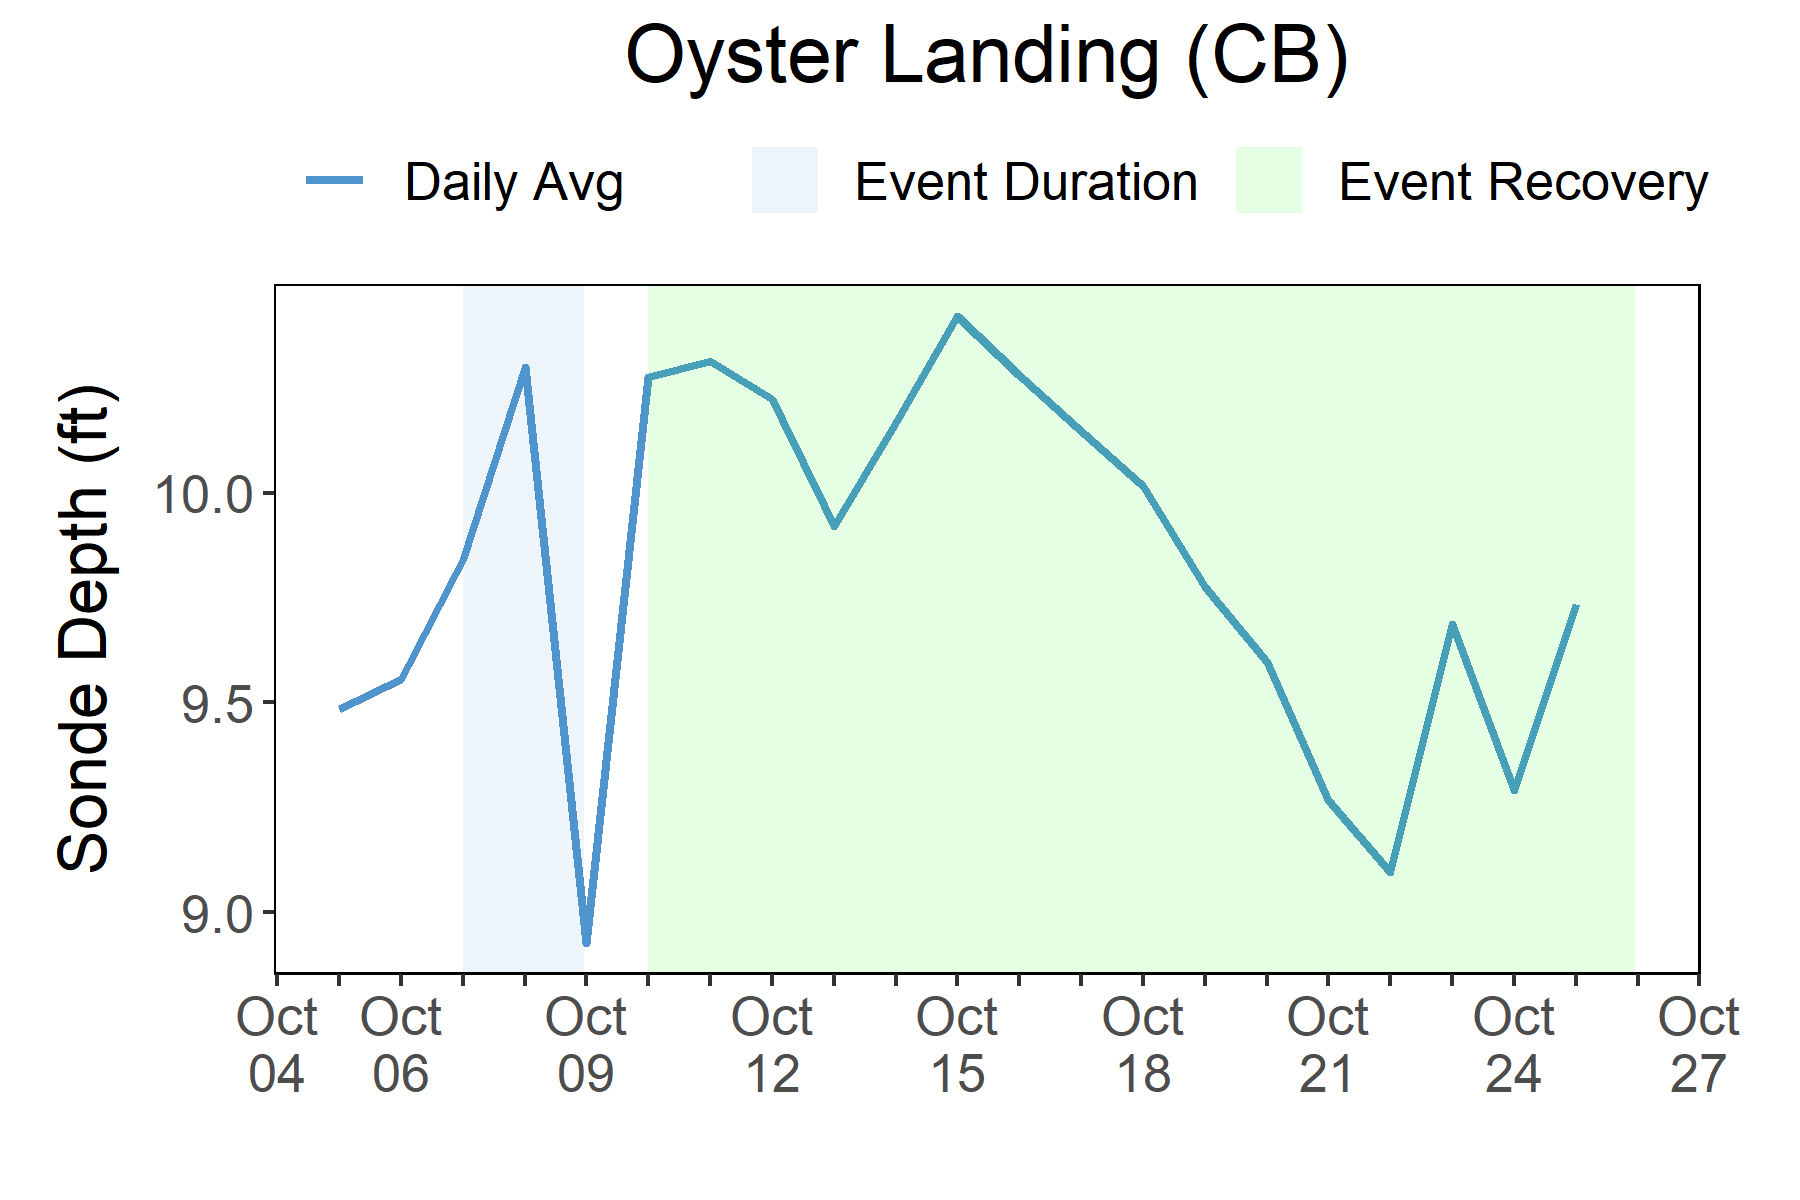 Oyster Landing (CB)
Daily Avg Event Duration Event Recovery
Sonde Depth (ft)
10.0
9.5
9.0
Oct Oct Oct Oct Oct Oct Oct Oct Oct
04 06 09 12 15 18 21 24 27